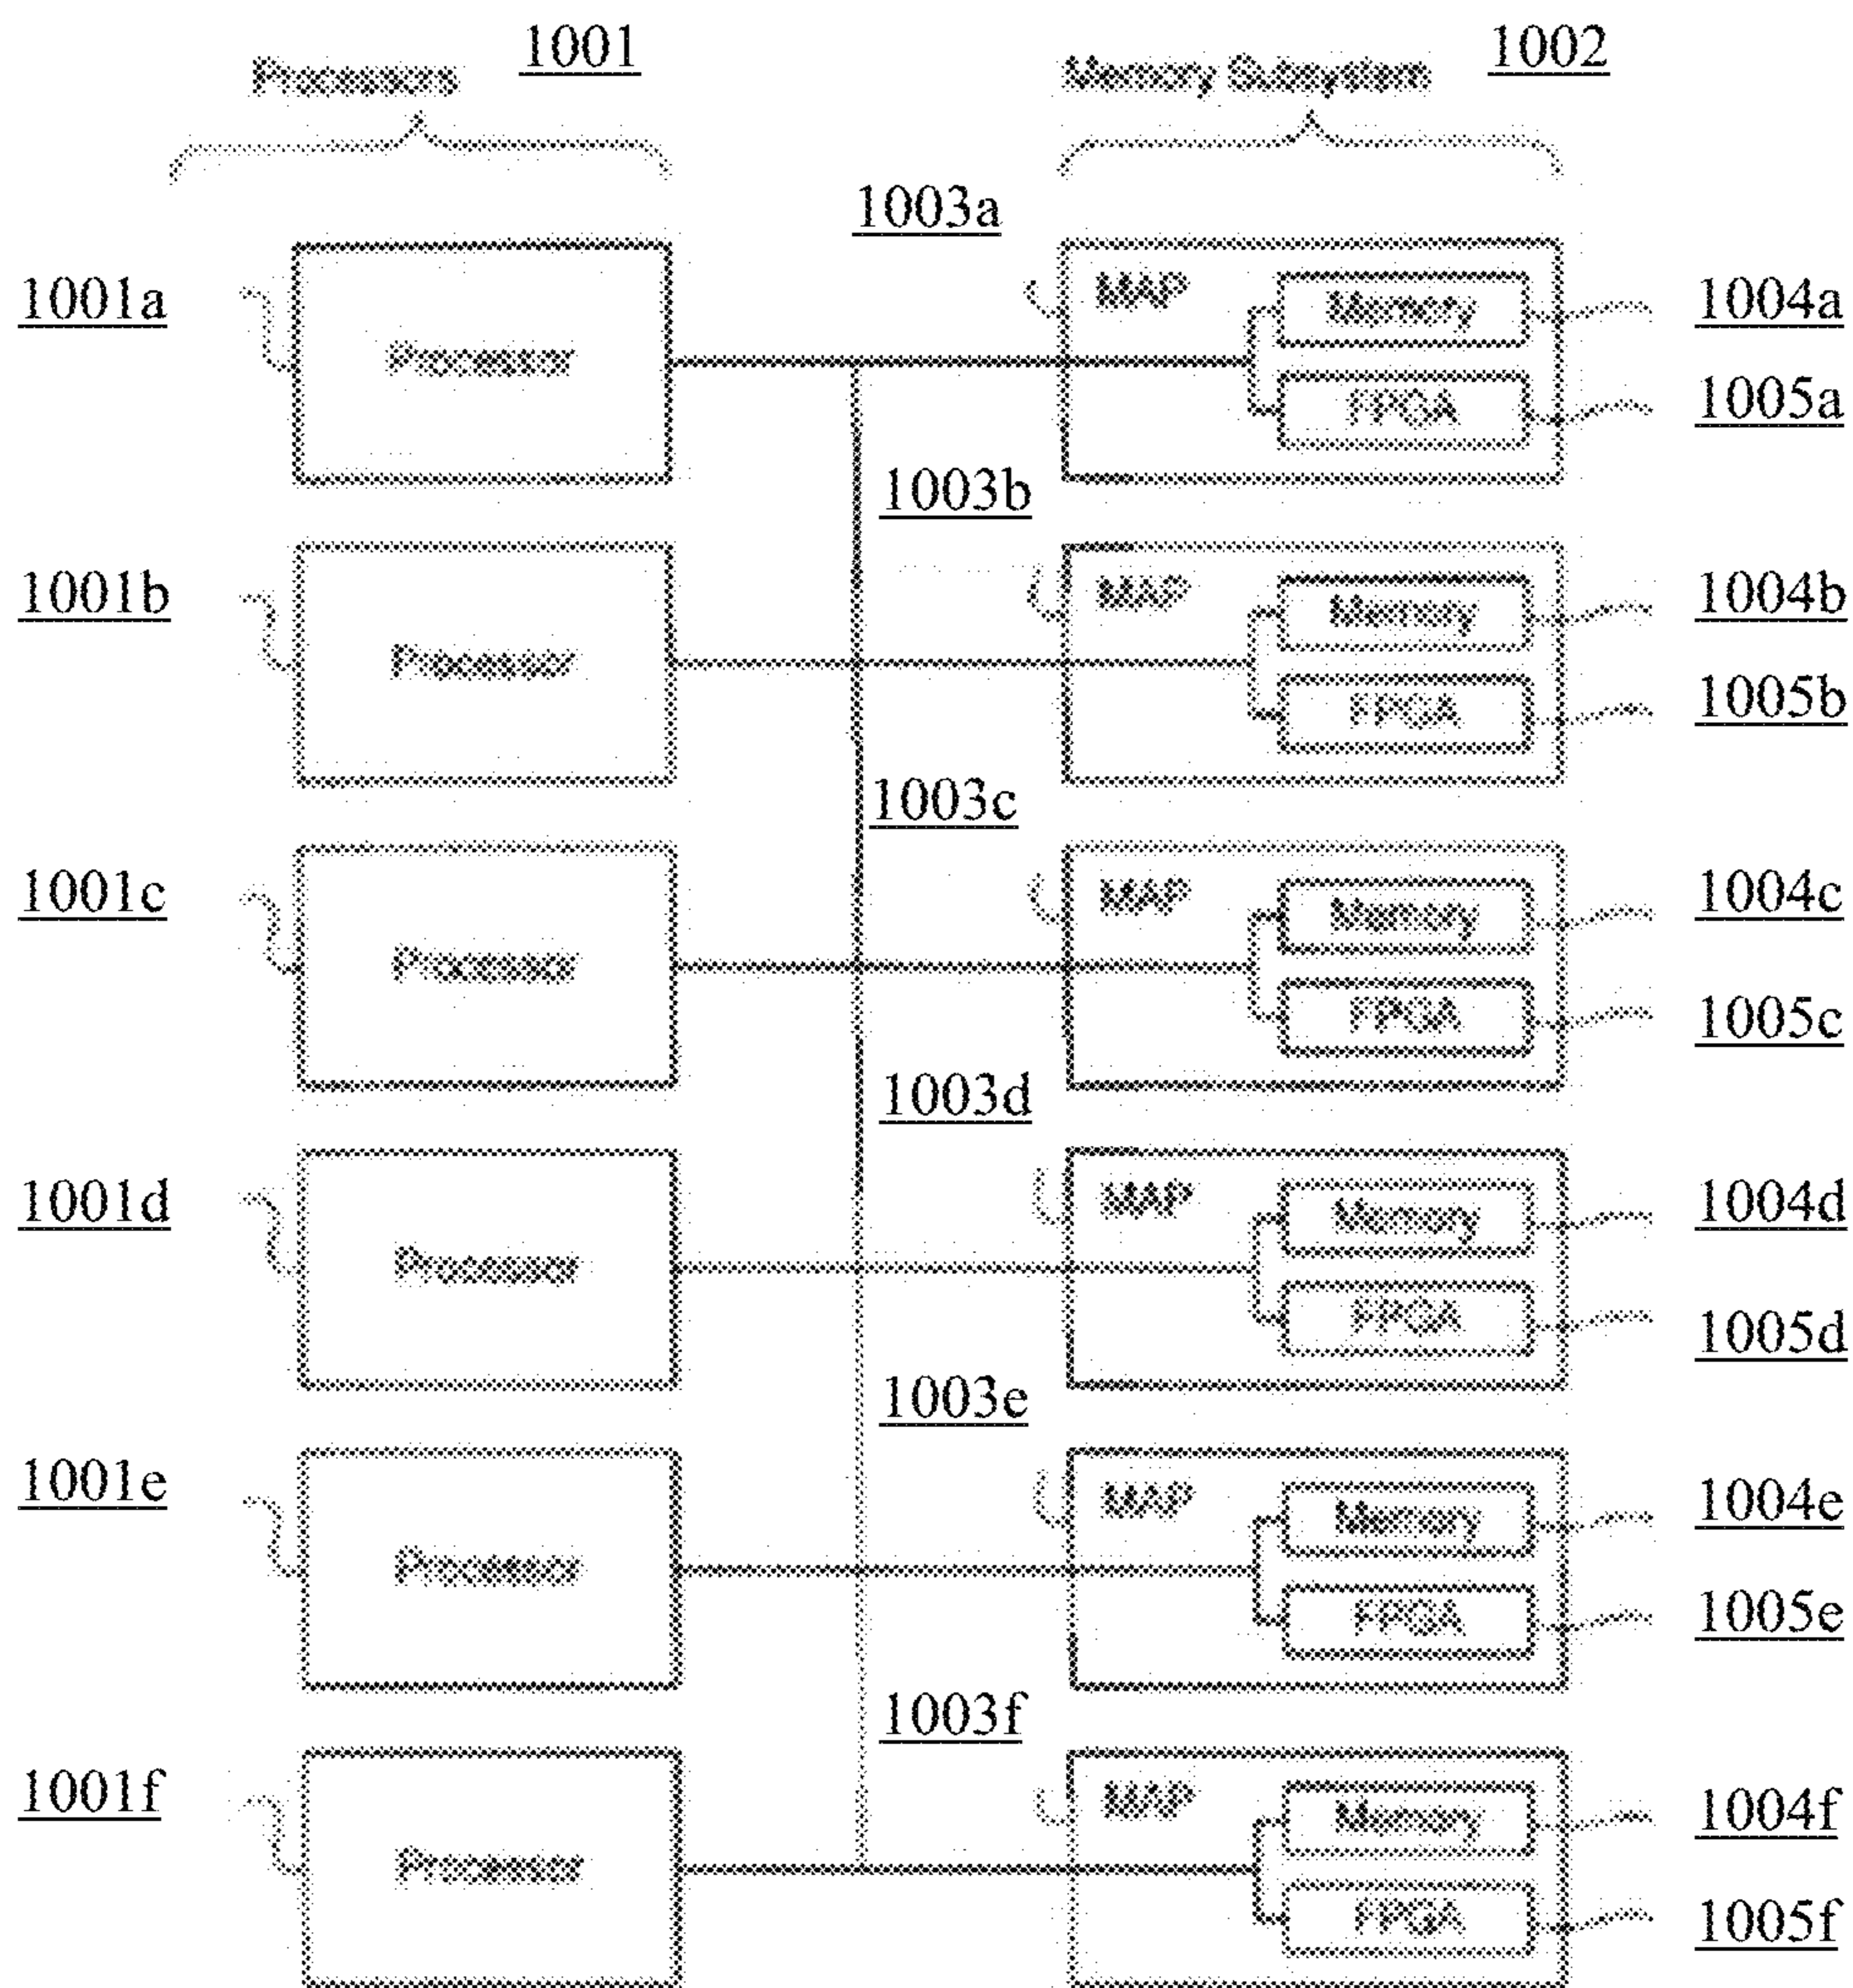 Processors 1001
Memory Subsystem 1002
1003a
1001a
Processor
MAP
Memory
1004a
FPGA
1005a
1003b
1001b
Processor
MAP
Memory
1004b
FPGA
1005b
1003c
1001c
Processor
MAP
Memory
1004c
FPGA
1005c
1003d
1001d
Processor
MAP
Memory
1004d
FPGA
1005d
1003e
1001e
Processor
MAP
Memory
1004e
FPGA
1005e
1003f
1001f
Processor
MAP
Memory
1004f
FPGA
1005f